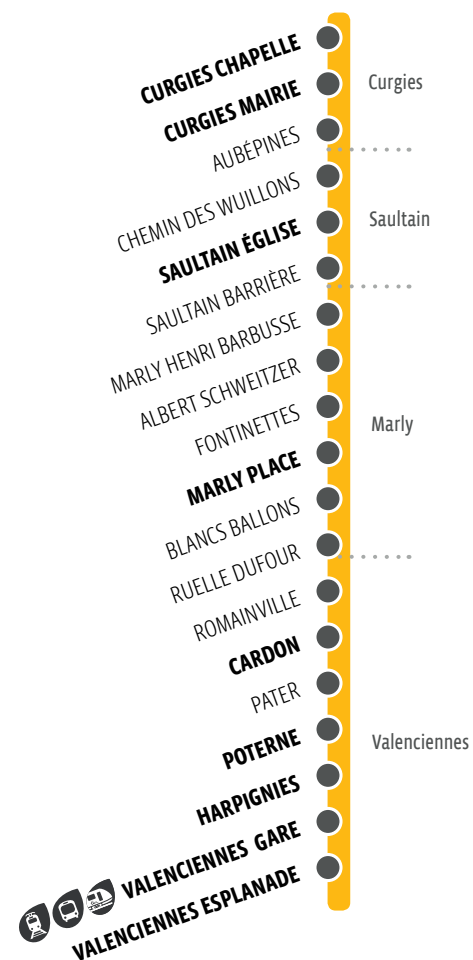 CURGIES CHAPELLE
CURGIES MAIRIE
Curgies
AUBÉPINES
CHEMIN DES WUILLONS
SAULTAIN ÉGLISE
Saultain
SAULTAIN BARRIÈRE
MARLY HENRI BARBUSSE
ALBERT SCHWEITZER
FONTINETTES
Marly
MARLY PLACE
BLANCS BALLONS
RUELLE DUFOUR
ROMAINVILLE
CARDON
PATER
POTERNE
Valenciennes
HARPIGNIES
VALENCIENNES GARE
VALENCIENNES ESPLANADE